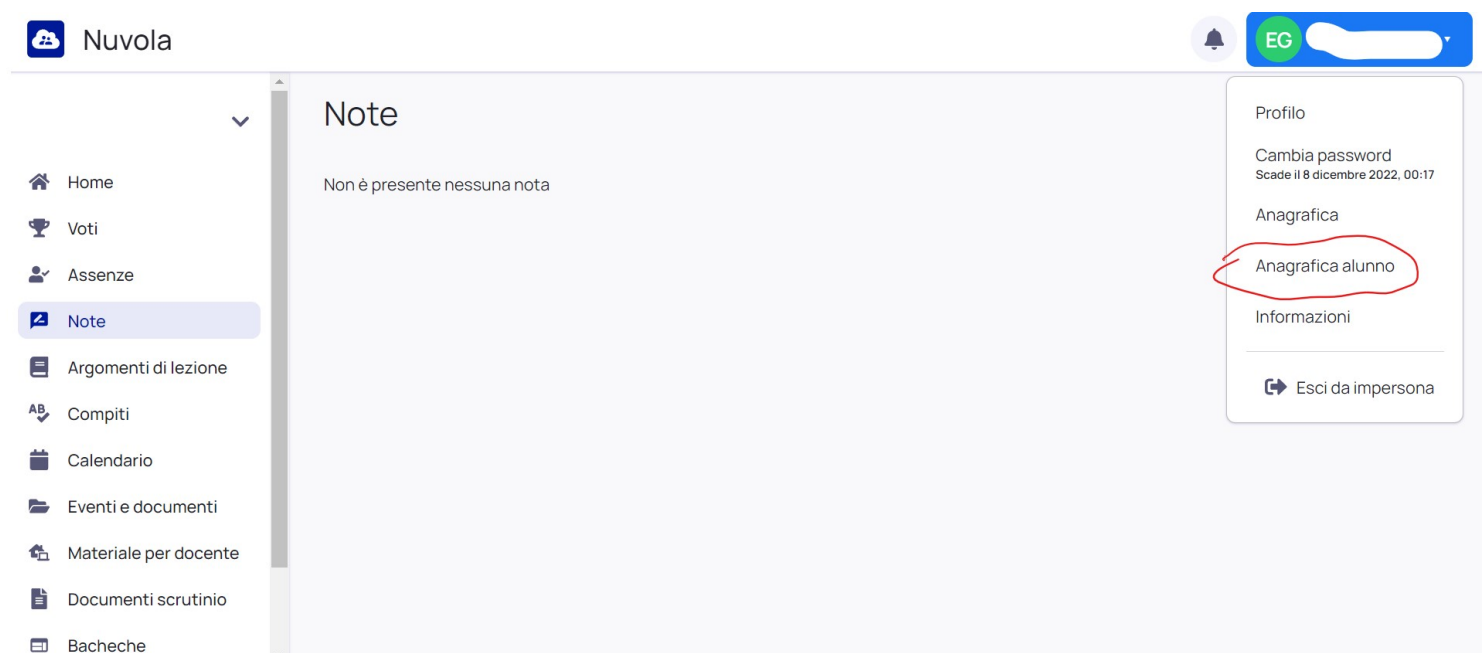 Nuvola
EG
Note
Non è presente nessuna nota
Home
Voti
Assenze
Note
Argomenti di lezione
AB
Compiti
Calendario
Eventi e documenti
Materiale per docente
Documenti scrutinio
Bacheche
Profilo
Cambia password
Scade il 8 dicembre 2022, 00:17
Anagrafica
Anagrafica alunno
Informazioni
Esci da impersona